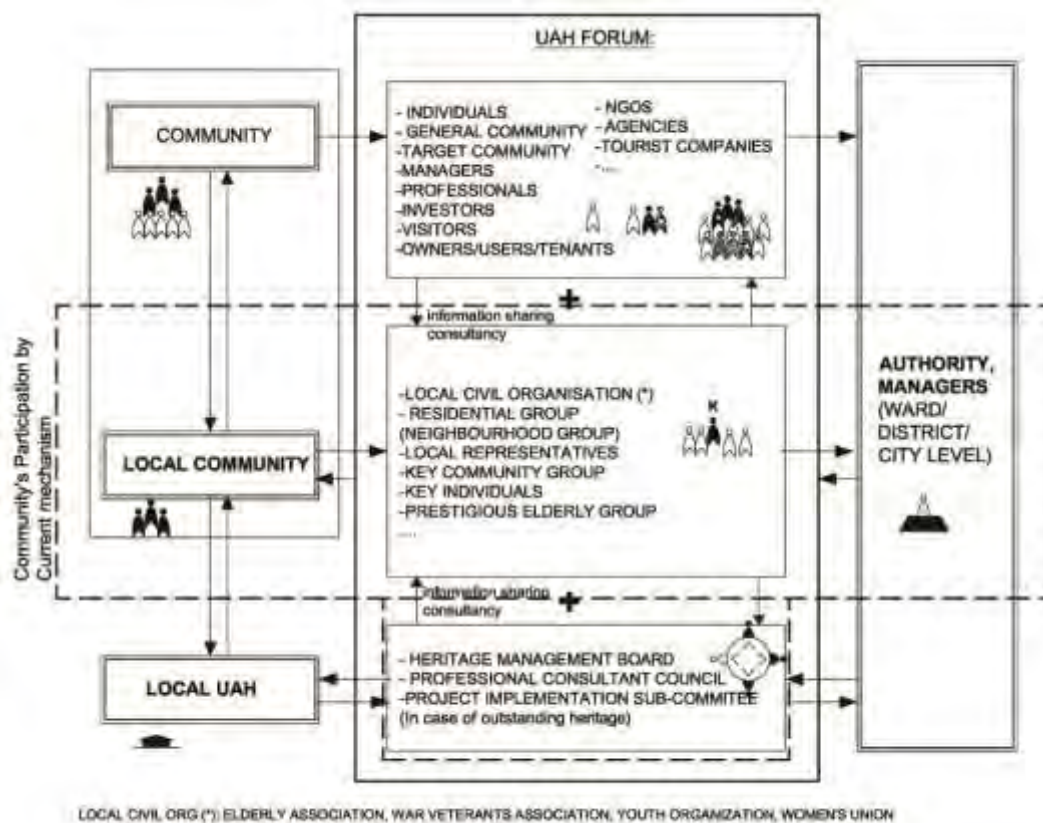 UAH FORUM:
COMMUNITY
- INDIVIDUALS
- GENERAL COMMUNITY
-TARGET COMMUNITY
-MANAGERS
-PROFESSIONALS
-INVESTORS
-VISITORS
-OWNERS/USERS/TENANTS
- NGOS
-AGENCIES
-TOURIST COMPANIES
-....
+
information sharing
consultancy
Community's Participation by
Current mechanism
LOCAL COMMUNITY
-LOCAL CIVIL ORGANISATION (*)
- RESIDENTIAL GROUP
(NEIGHBOURHOOD GROUP)
-LOCAL REPRESENTATIVES
-KEY COMMUNITY GROUP
-KEY INDIVIDUALS
-PRESTIGIOUS ELDERLY GROUP
....
K
AUTHORITY,
MANAGERS
(WARD/
DISTRICT/
CITY LEVEL)
information sharing
consultancy
+
LOCAL UAH
- HERITAGE MANAGEMENT BOARD
- PROFESSIONAL CONSULTANT COUNCIL
-PROJECT IMPLEMENTATION SUB-COMMITEE
(In case of outstanding heritage)
LOCAL CIVIL ORG (*): ELDERLY ASSOCIATION, WAR VETERANTS ASSOCIATION, YOUTH ORGANIZATION, WOMEN'S UNION